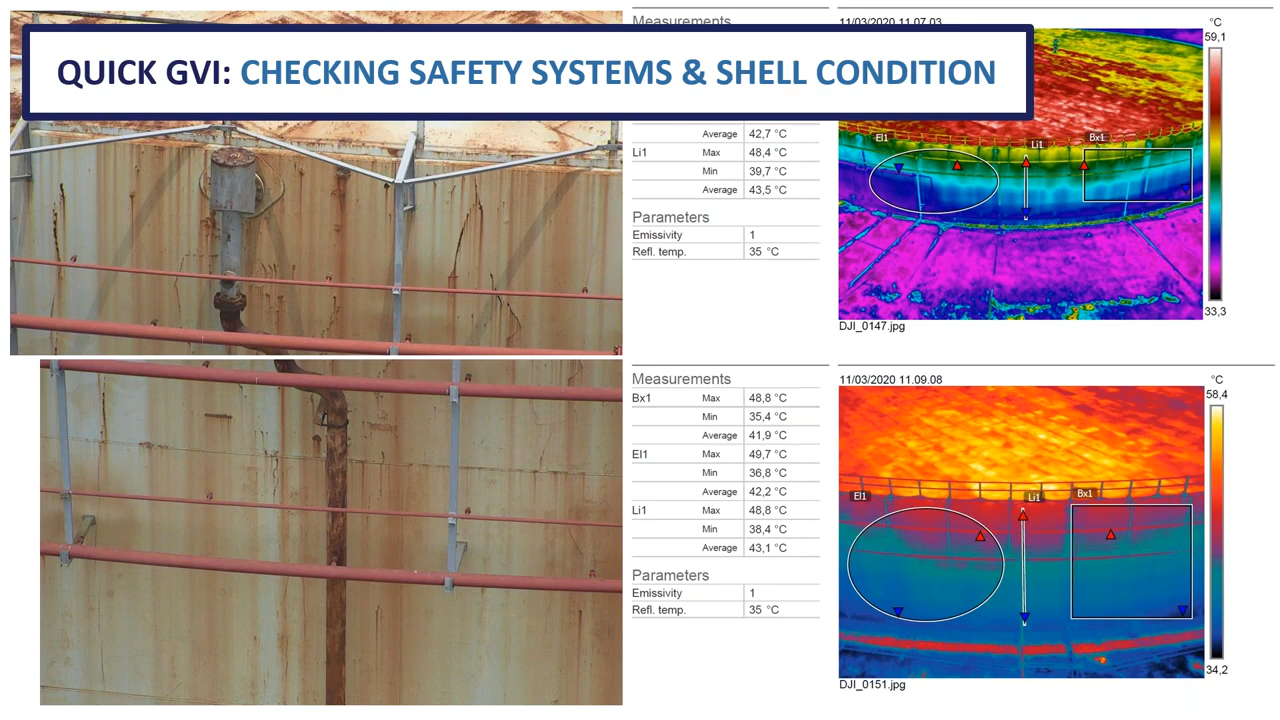 QUICK GVI: CHECKING SAFETY SYSTEMS & SHELL CONDITION
Measurements
Average 42,7 °C
Li1 Max 48,4 °C
Min 39,7 °C
Average 43,5 °C
Parameters
Emissivity 1
Refl. temp. 35 °C
11/03/2020 11.07.03
°C
59,1
El1
Li1
Bx1
33,3
DJI_0147.jpg
Measurements
Bx1 Max 48,8 °C
Min 35,4 °C
Average 41,9 °C
El1 Max 49,7 °C
Min 36,8 °C
Average 42,2 °C
Li1 Max 48,8 °C
Min 38,4 °C
Average 43,1 °C
Parameters
Emissivity 1
Refl. temp. 35 °C
11/03/2020 11.09.08
°C
58,4
El1
Li1
Bx1
34,2
DJI_0151.jpg